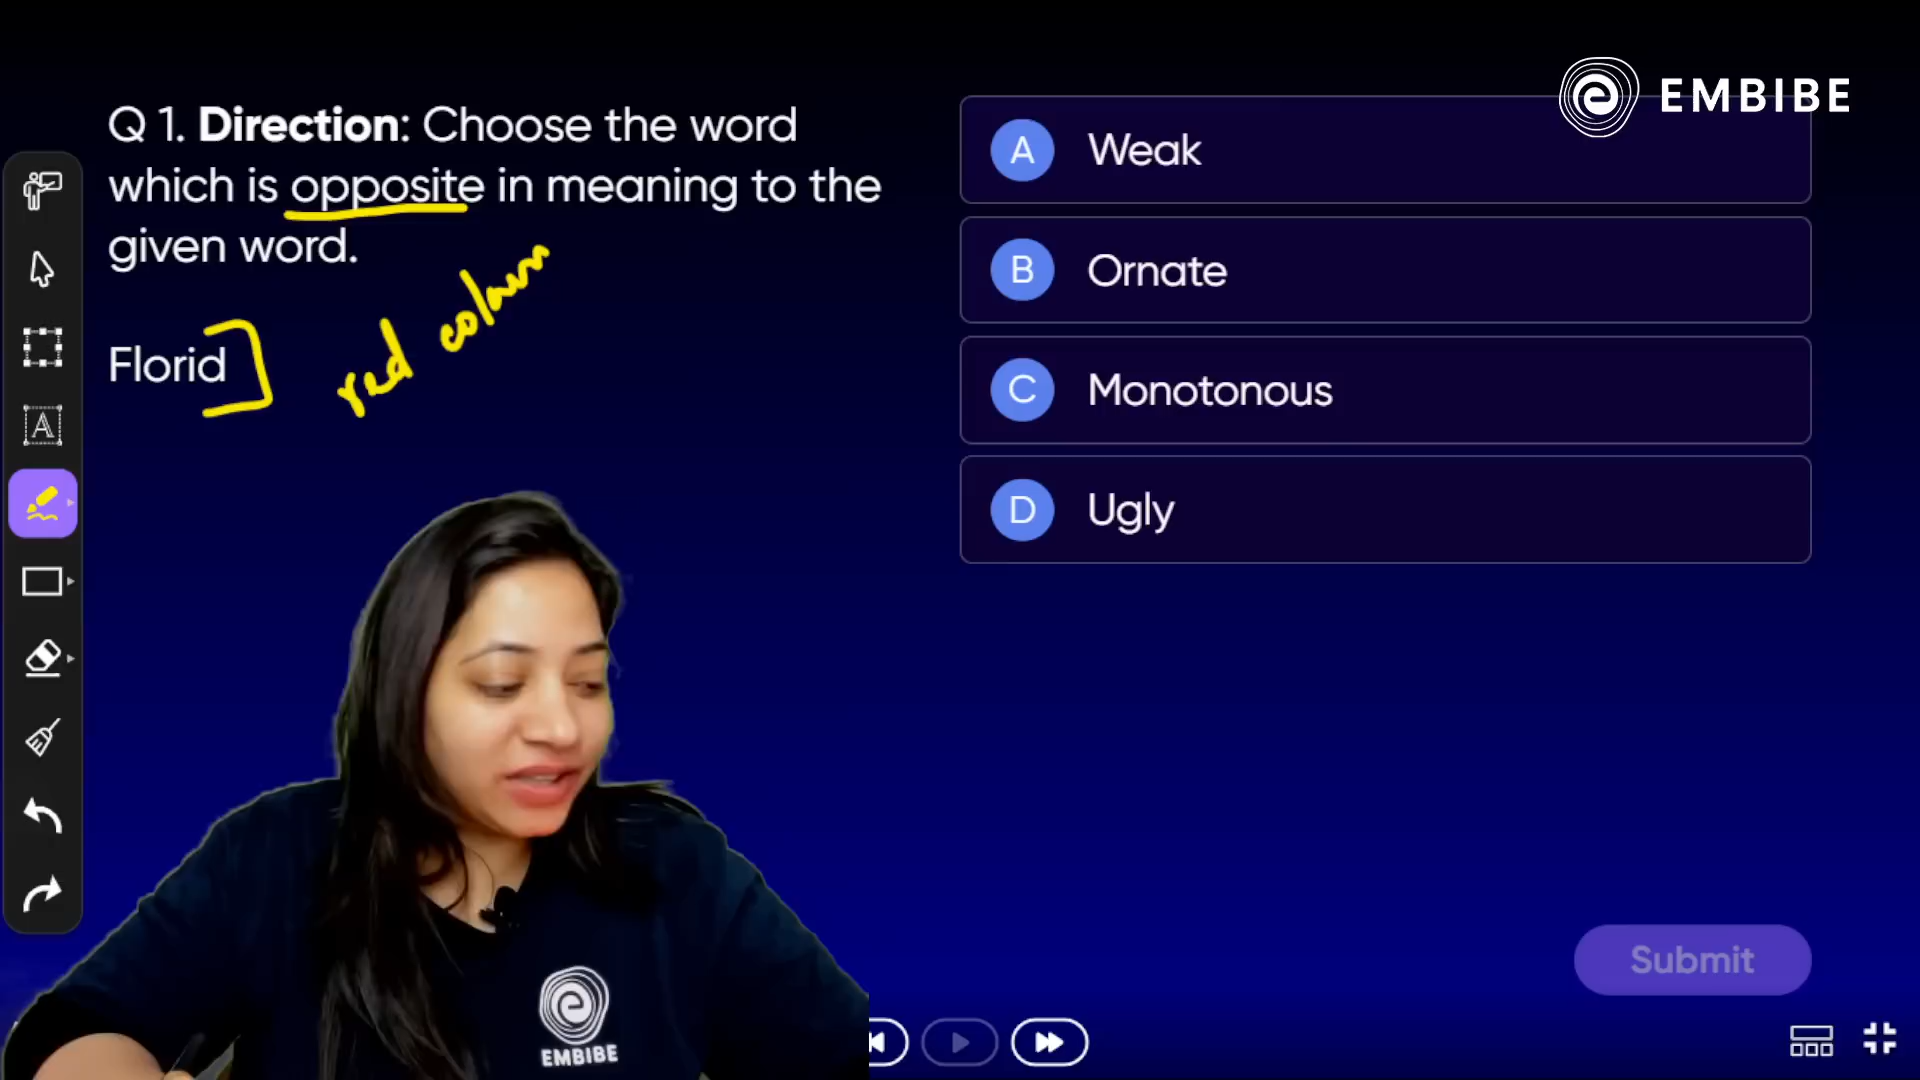 EMBIBE
Q 1. Direction: Choose the word
which is opposite in meaning to the
given word.
Florid
red colour
A Weak
B Ornate
C Monotonous
D Ugly
Submit
EMBIBE